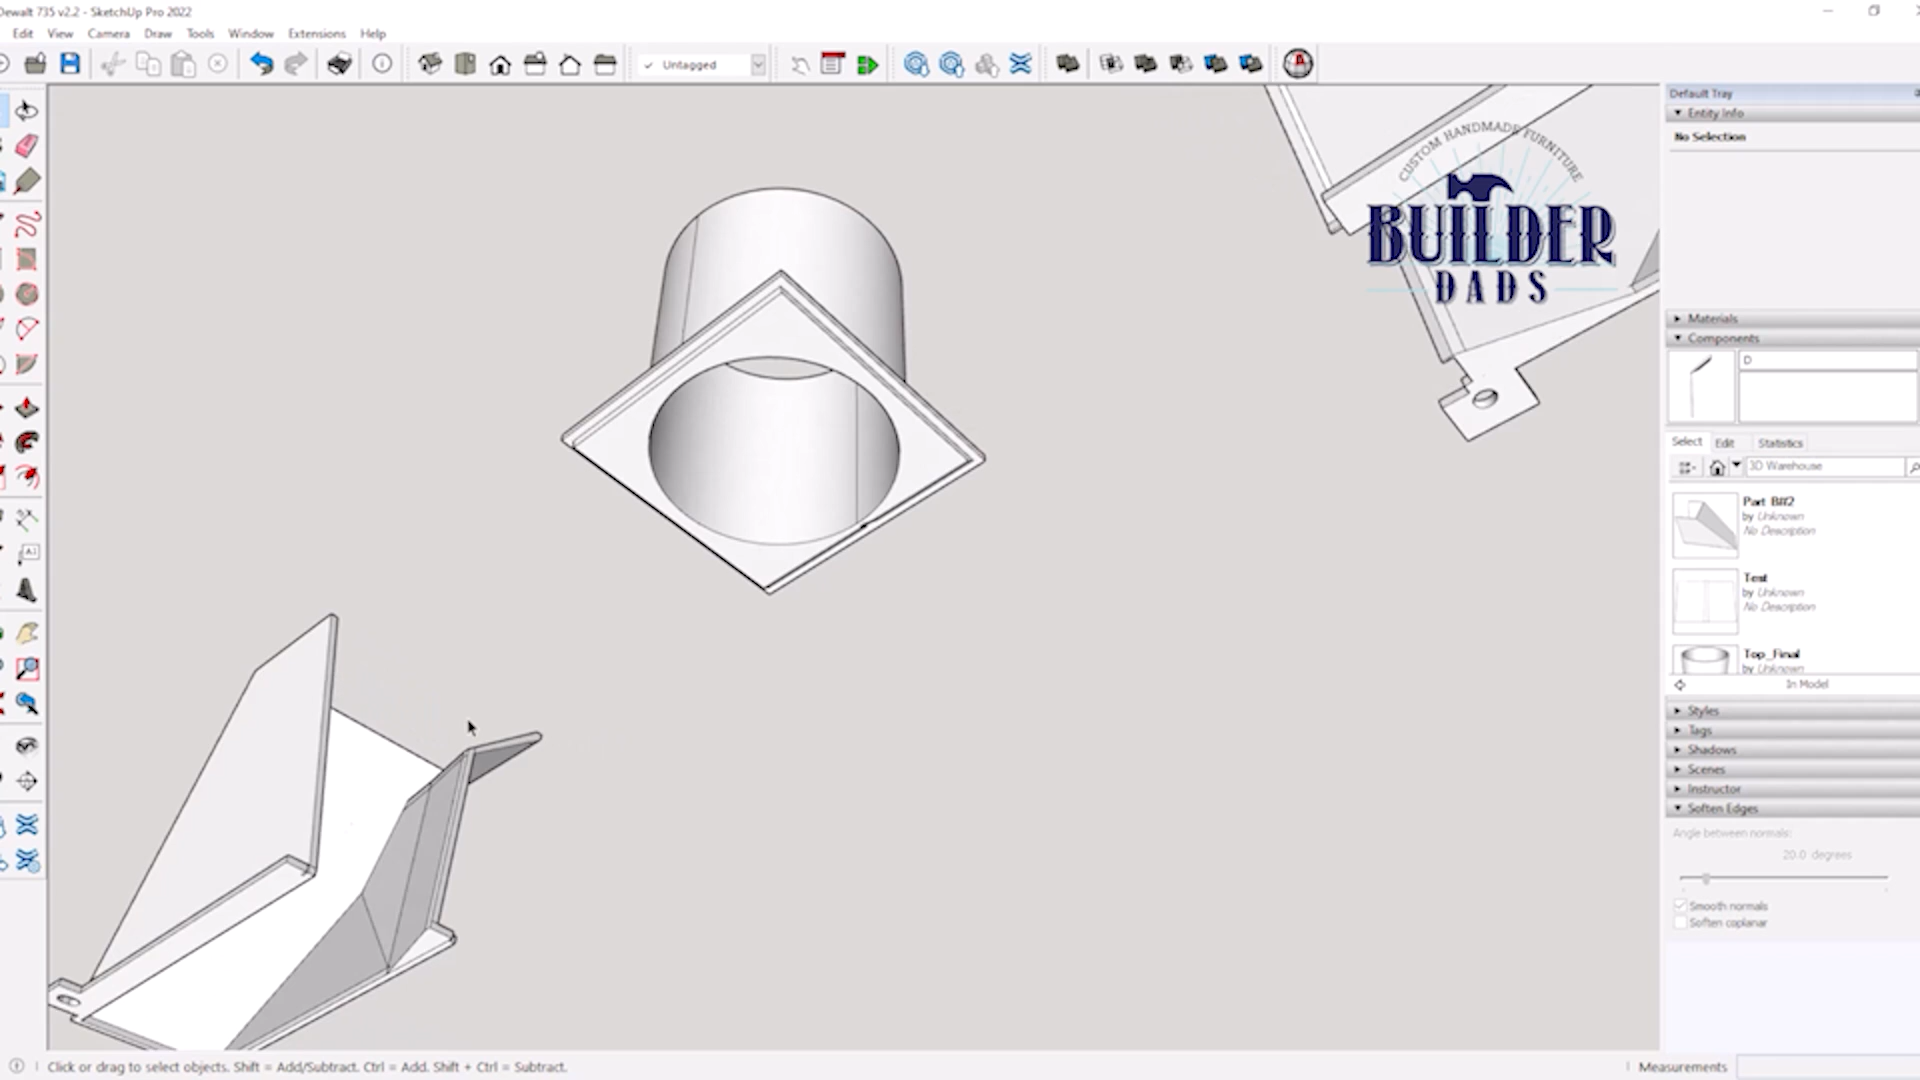 Dewalt 735 v2.2 - SketchUp Pro 2022
Edit View Camera Draw Tools Window Extensions Help
Untagged
Default Tray
Entity Info
No Selection
CUSTOM HANDMADE FURNITURE
BUILDER
DADS
Materials
Components
D
Select Edit Statistics
3D Warehouse
Part B#2
by Unknown
No Description
Test
by Unknown
No Description
Top_Final
by Unknown
In Model
Styles
Tags
Shadows
Scenes
Instructor
Soften Edges
Angle between normals:
20.0 degrees
Smooth normals
Soften coplanar
Click or drag to select objects. Shift = Add/Subtract. Ctrl = Add. Shift + Ctrl = Subtract.
Measurements